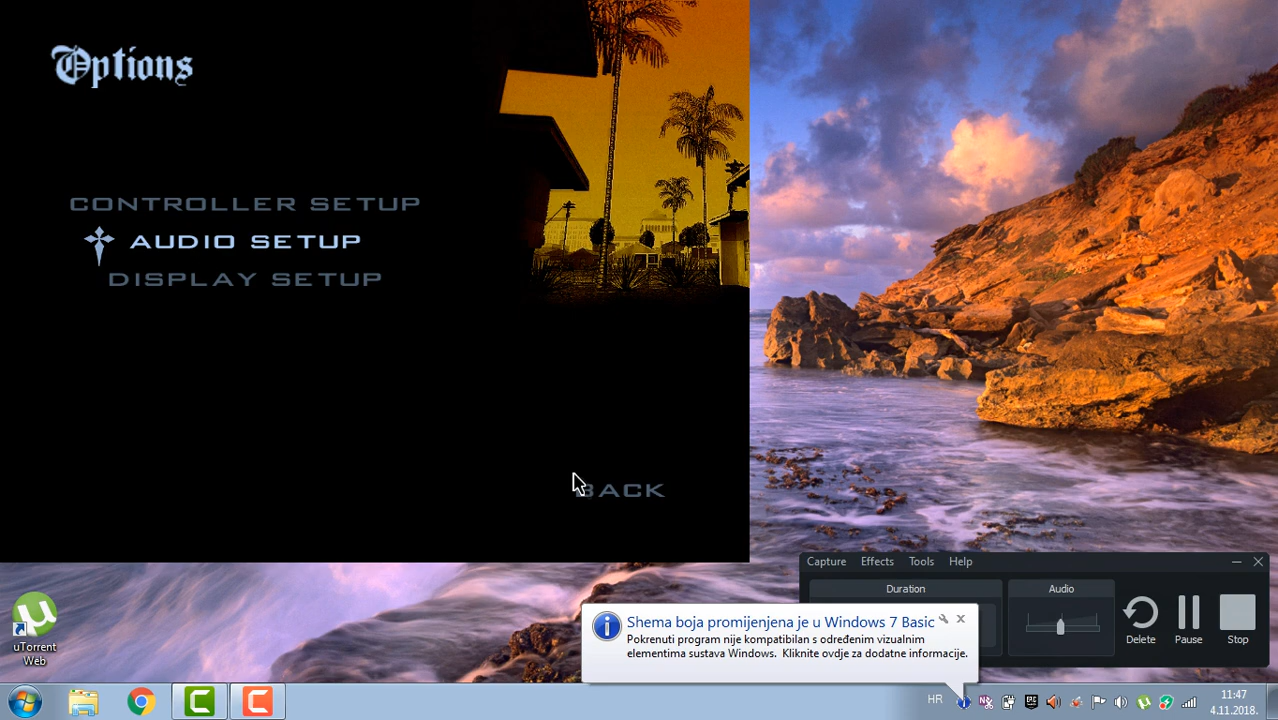 Options
CONTROLLER SETUP
AUDIO SETUP
DISPLAY SETUP
BACK
Capture Effects Tools Help
Duration
Audio
Delete
Pause
Stop
Shema boja promijenjena je u Windows 7 Basic
Pokrenuti program nije kompatibilan s određenim vizualnim
elementima sustava Windows. Kliknite ovdje za dodatne informacije.
uTorrent
Web
HR
11:47
4.11.2018.